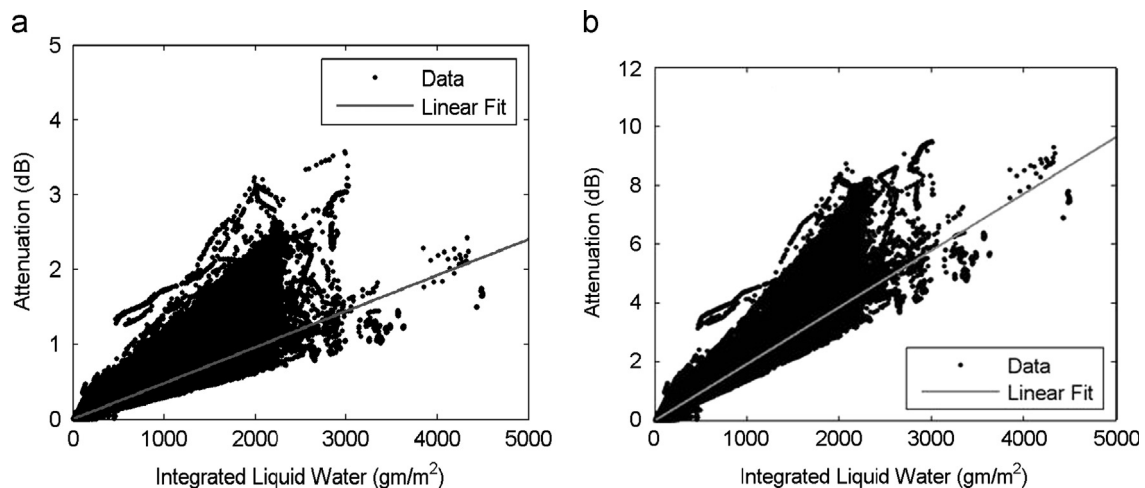 a
5
4
3
2
1
0
Attenuation (dB)
Data
Linear Fit
0 1000 2000 3000 4000 5000
Integrated Liquid Water (gm/m²)
b
12
10
8
6
4
2
0
Attenuation (dB)
Data
Linear Fit
0 1000 2000 3000 4000 5000
Integrated Liquid Water (gm/m²)